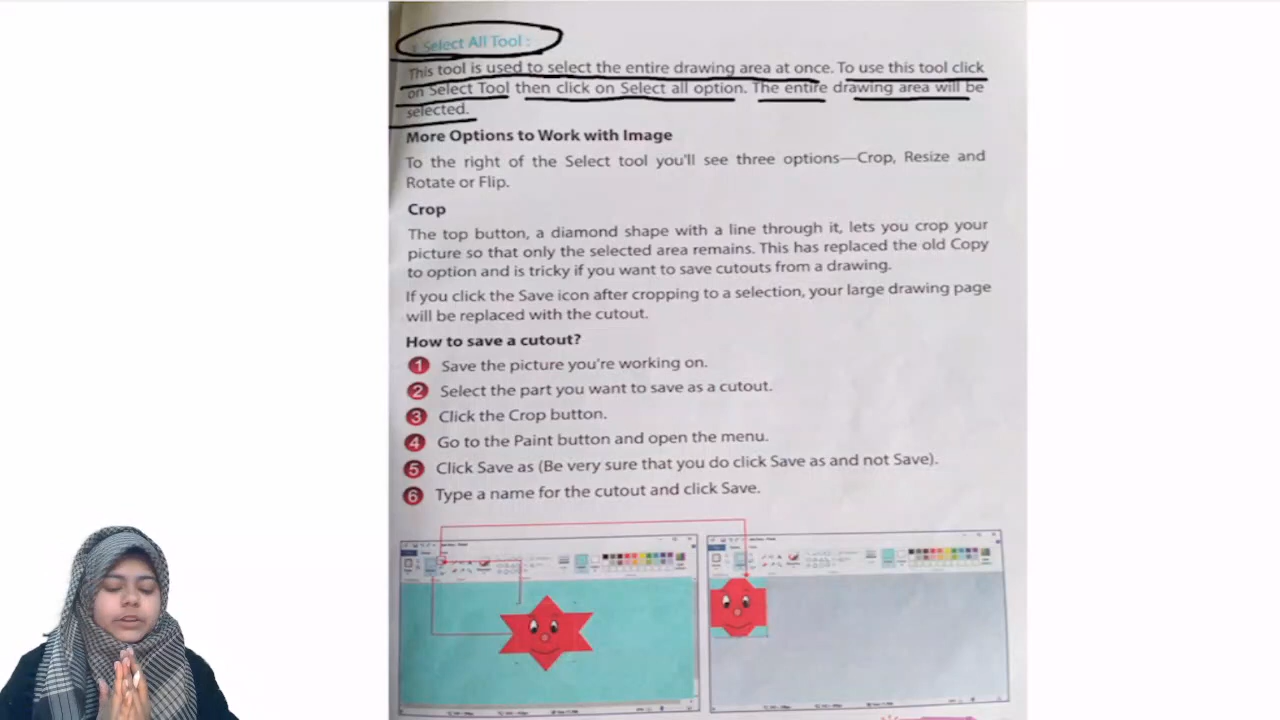 Select All Tool :
This tool is used to select the entire drawing area at once. To use this tool click
on Select Tool then click on Select all option. The entire drawing area will be
selected.
More Options to Work with Image
To the right of the Select tool you'll see three options—Crop, Resize and
Rotate or Flip.
Crop
The top button, a diamond shape with a line through it, lets you crop your
picture so that only the selected area remains. This has replaced the old Copy
to option and is tricky if you want to save cutouts from a drawing.
If you click the Save icon after cropping to a selection, your large drawing page
will be replaced with the cutout.
How to save a cutout?
1 Save the picture you're working on.
2 Select the part you want to save as a cutout.
3 Click the Crop button.
4 Go to the Paint button and open the menu.
5 Click Save as (Be very sure that you do click Save as and not Save).
6 Type a name for the cutout and click Save.